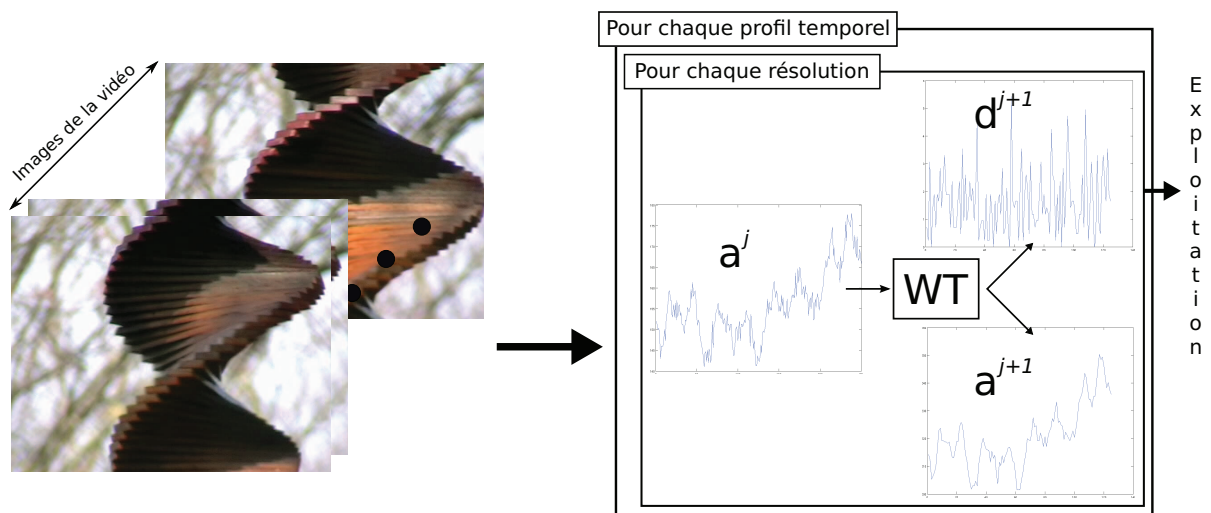 Images de la vidéo
Pour chaque profil temporel
Pour chaque résolution
a^j
WT
d^{j+1}
a^{j+1}
Exploitation